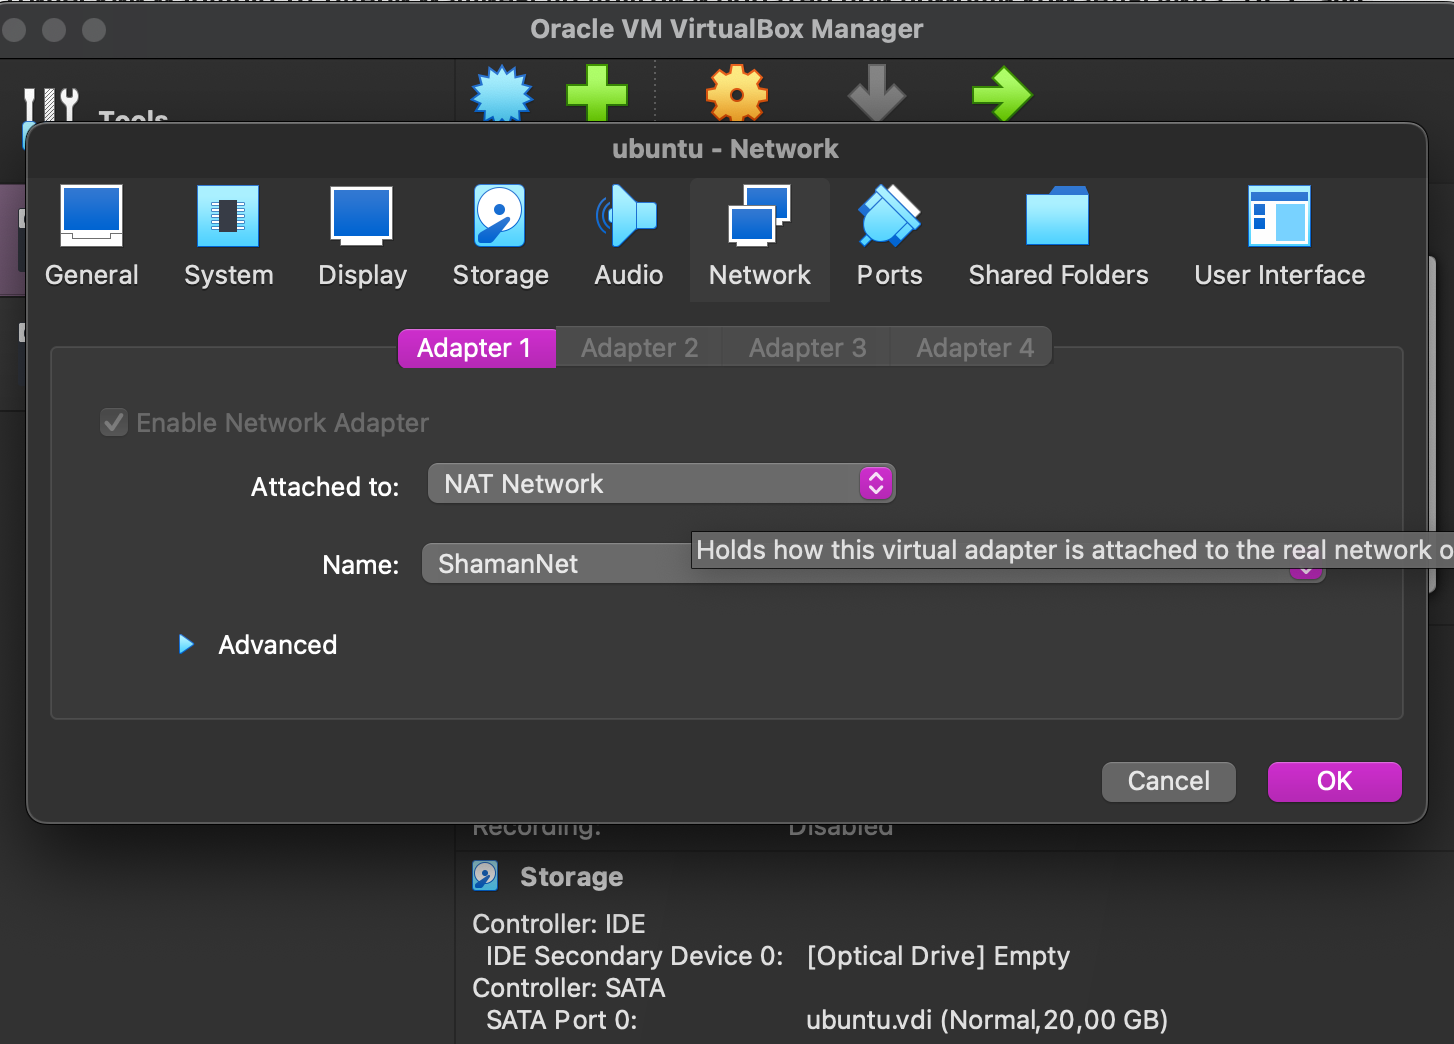 Oracle VM VirtualBox Manager
Tools
ubuntu - Network
General System Display Storage Audio Network Ports Shared Folders User Interface
Adapter 1 Adapter 2 Adapter 3 Adapter 4
Enable Network Adapter
Attached to: NAT Network
Holds how this virtual adapter is attached to the real network o
Name: ShamanNet
Advanced
Cancel OK
Recording: Disabled
Storage
Controller: IDE
IDE Secondary Device 0: [Optical Drive] Empty
Controller: SATA
SATA Port 0: ubuntu.vdi (Normal,20,00 GB)